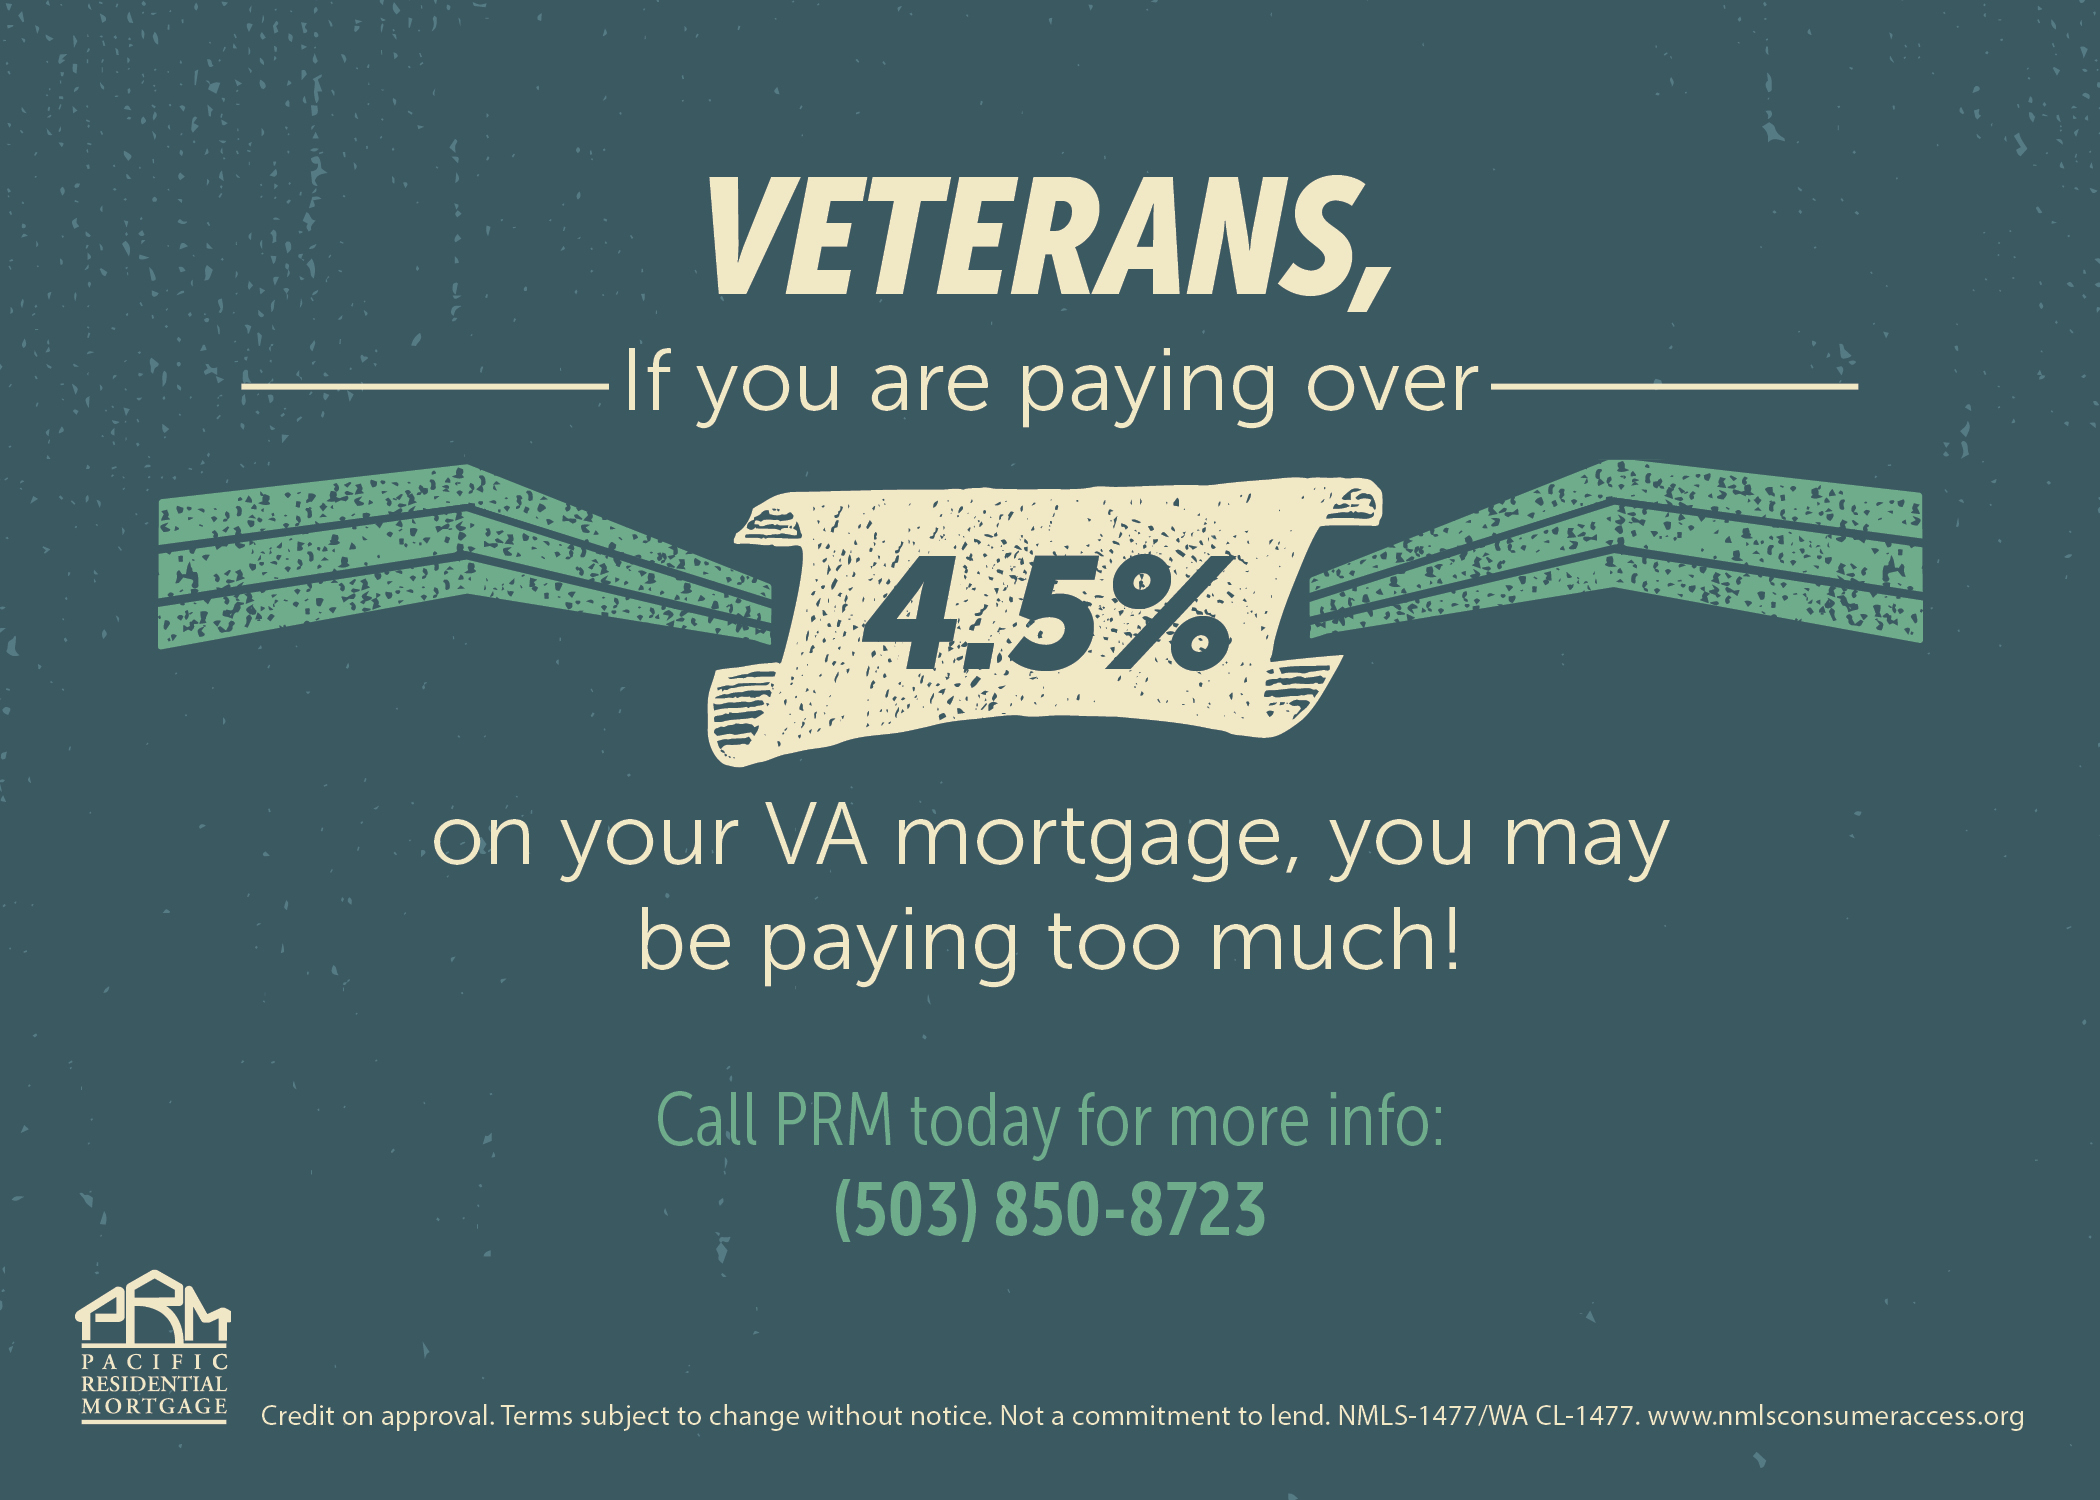 VETERANS,
If you are paying over
4.5%
on your VA mortgage, you may
be paying too much!
Call PRM today for more info:
(503) 850-8723
PRM
PACIFIC
RESIDENTIAL
MORTGAGE
Credit on approval. Terms subject to change without notice. Not a commitment to lend. NMLS-1477/WA CL-1477. www.nmlsconsumeraccess.org